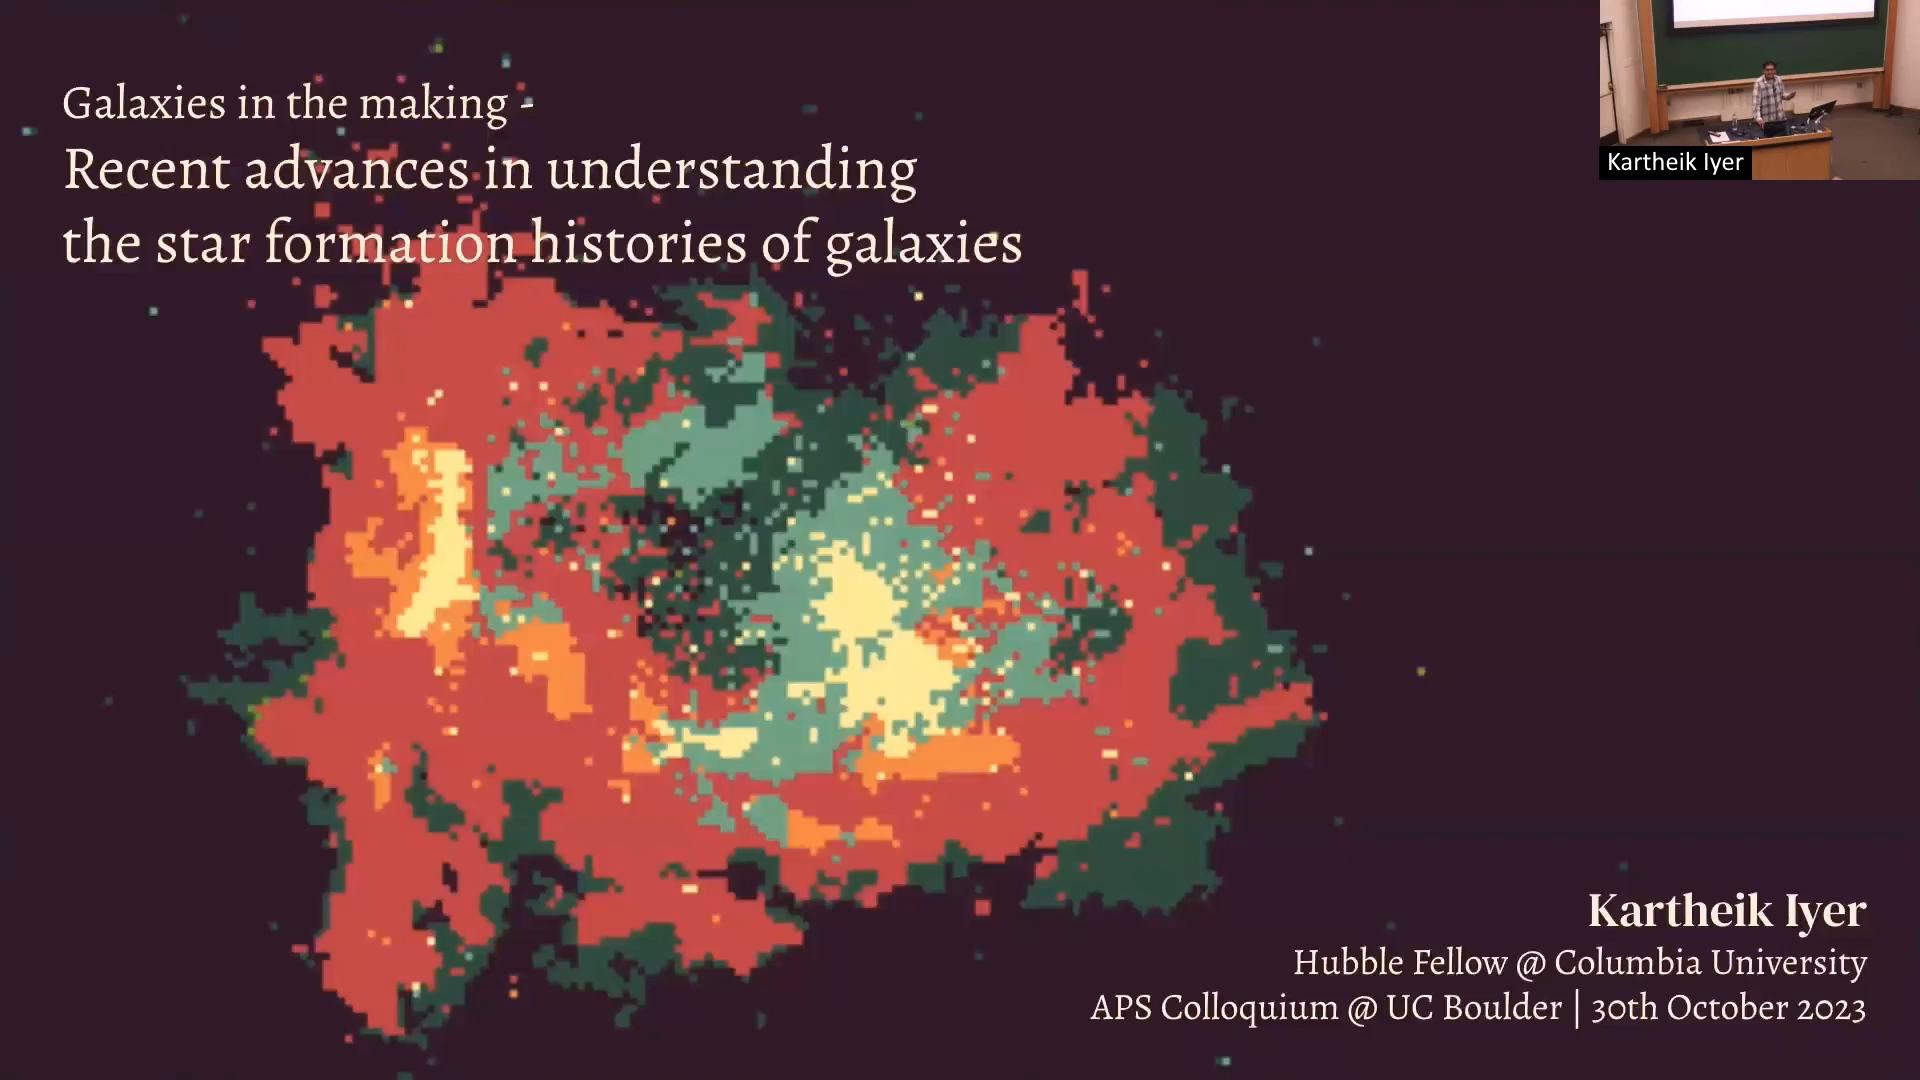 Galaxies in the making -
Recent advances in understanding
the star formation histories of galaxies
Kartheik Iyer
Kartheik Iyer
Hubble Fellow @ Columbia University
APS Colloquium @ UC Boulder | 30th October 2023